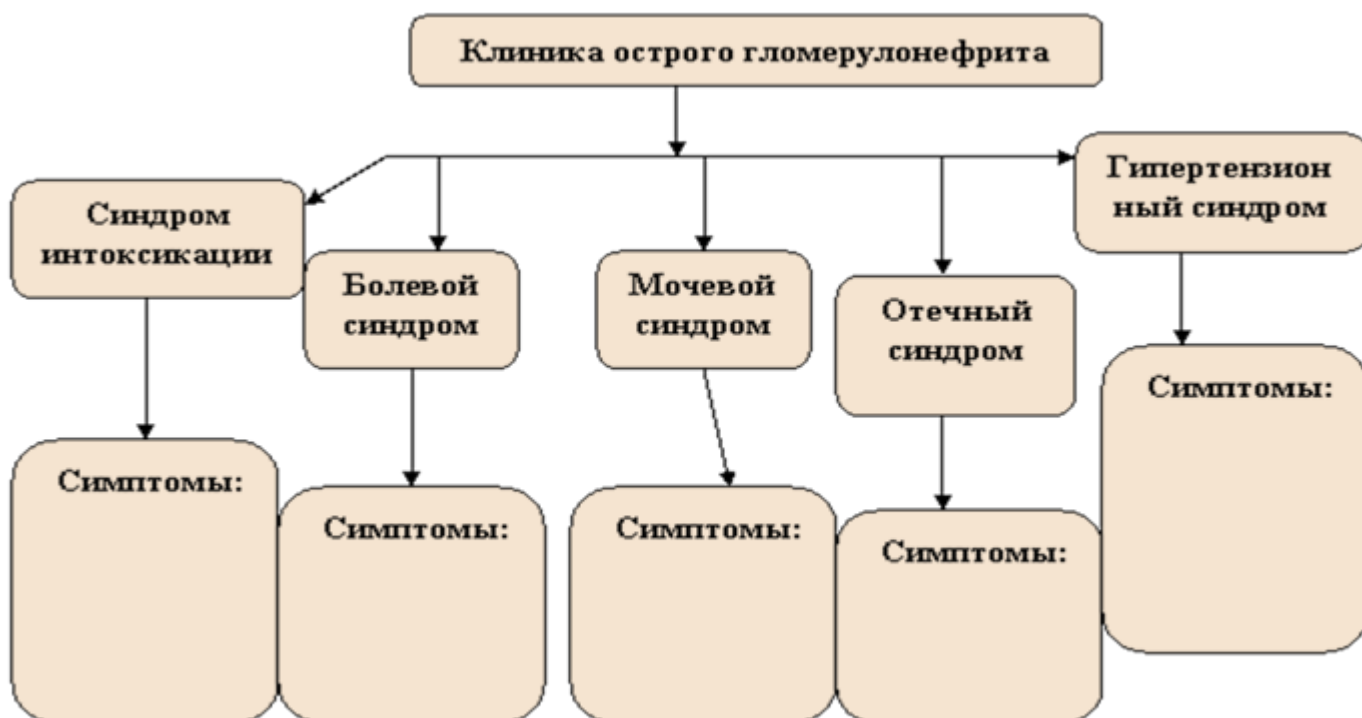 Клиника острого гломерулонефрита
Синдром
интоксикации
Болевой
синдром
Мочевой
синдром
Отечный
синдром
Гипертензион
ный синдром
Симптомы:
Симптомы:
Симптомы:
Симптомы:
Симптомы: